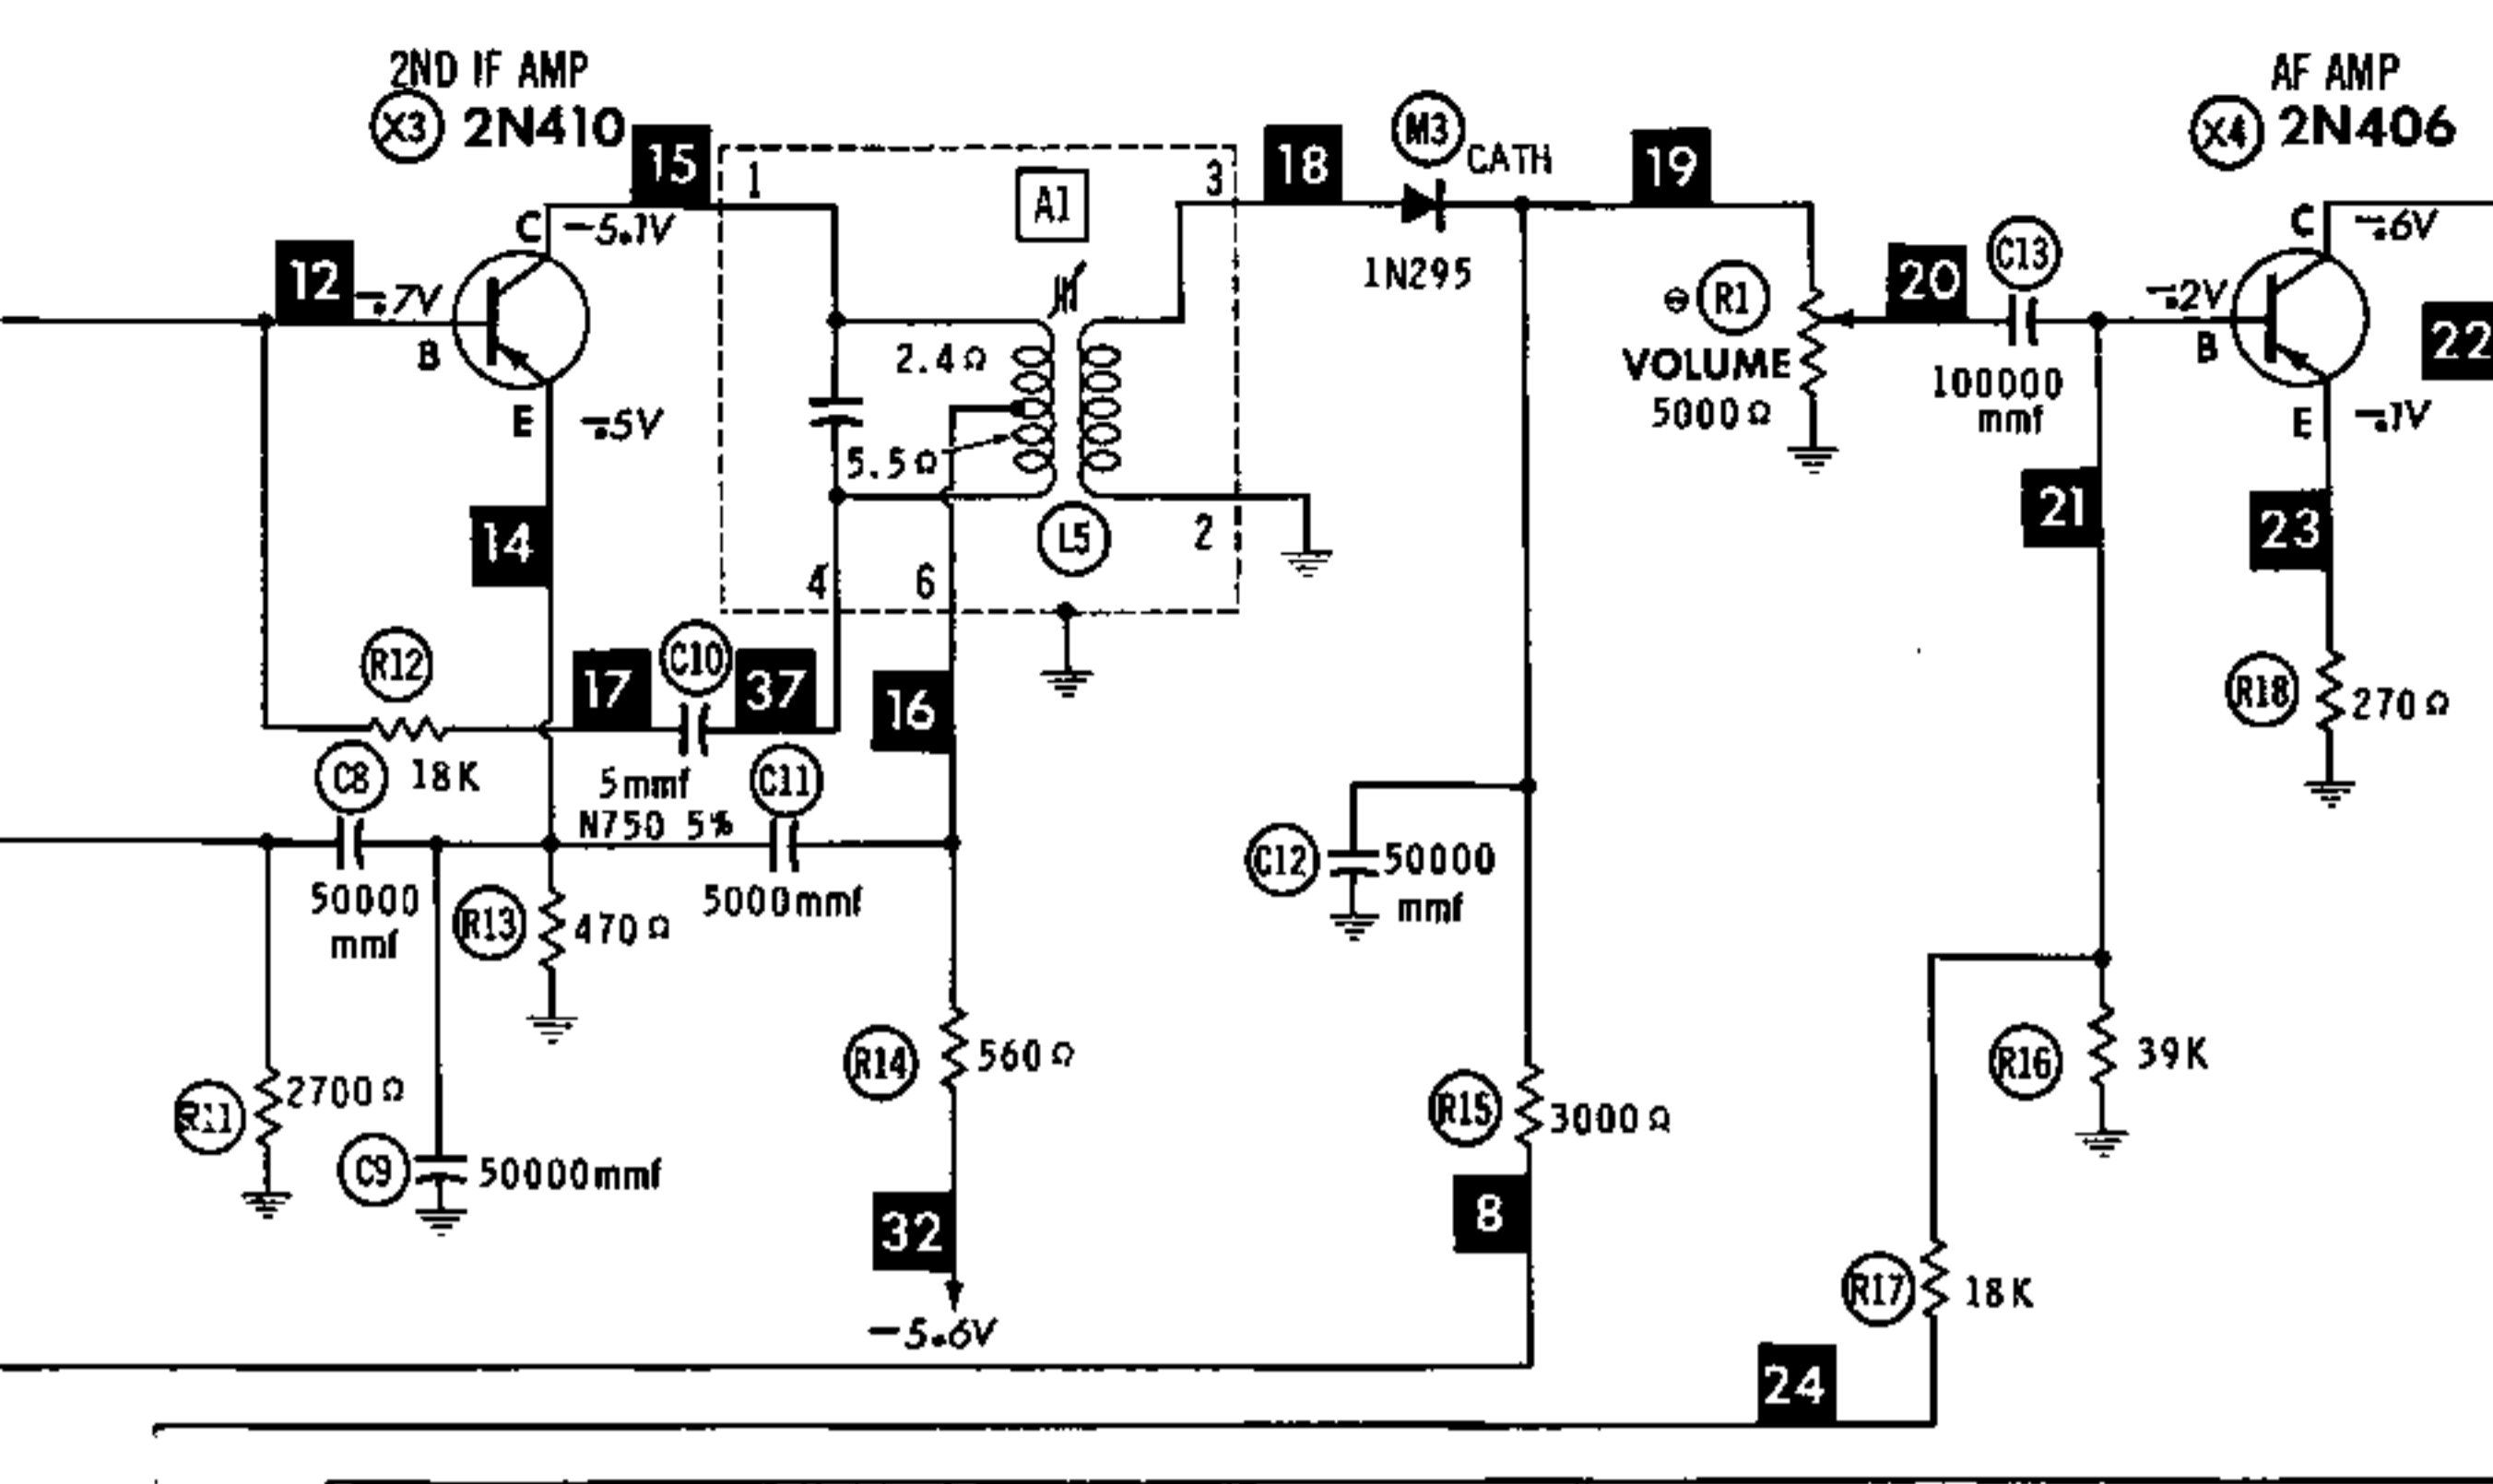 2ND IF AMP
X3 2N410
AF AMP
X4 2N406
15
1
A1
3
18
M3
CATH
19
C
-5.1V
C
-.6V
12
-.7V
1N295
R1
20
C13
-.2V
B
VOLUME
5000Ω
100000
mmf
B
22
2.4Ω
E
-.5V
5.5Ω
E
-.1V
14
L5
2
21
23
4
6
R12
17
C10
37
16
R18
270Ω
C8
18K
5mmf
N750 5%
C11
50000
mmf
R13
470Ω
5000mmf
C12
50000
mmf
R14
560Ω
R16
39K
R11
2700Ω
R15
3000Ω
C9
50000mmf
32
8
-5.6V
R17
18K
24